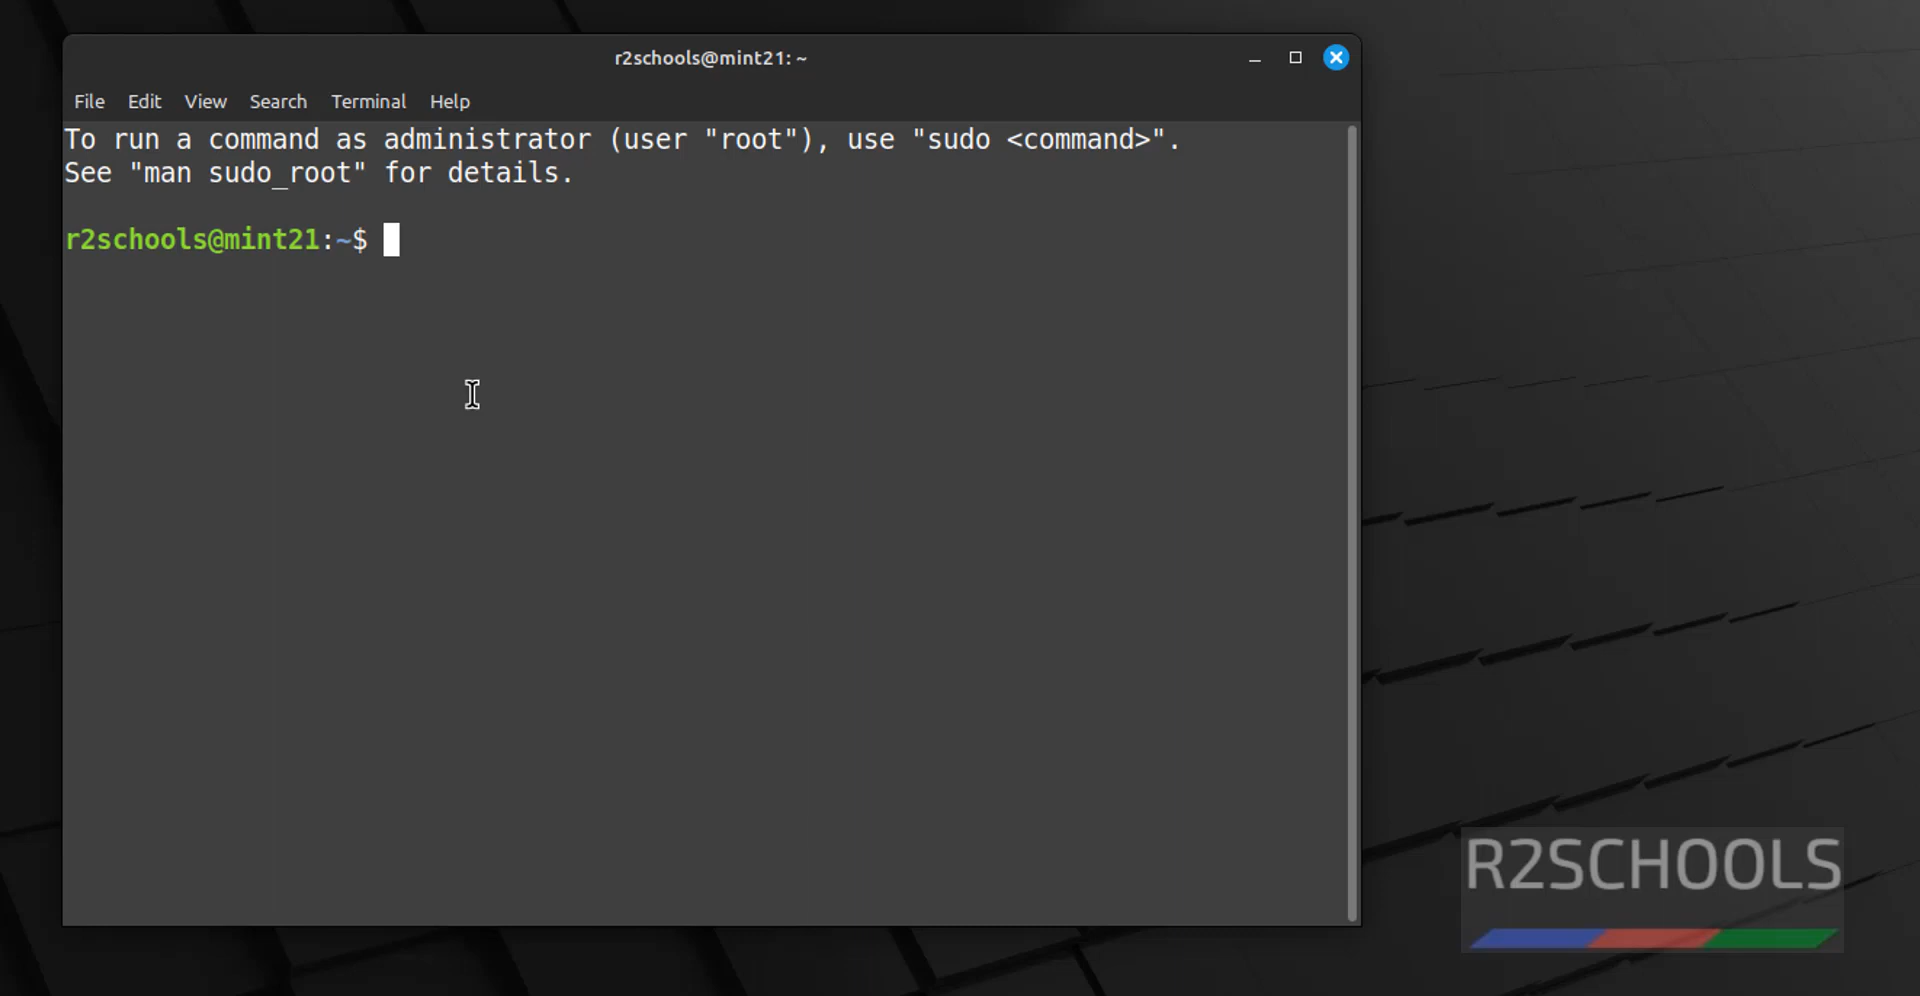 r2schools@mint21: ~
File Edit View Search Terminal Help
To run a command as administrator (user "root"), use "sudo <command>".
See "man sudo_root" for details.
r2schools@mint21:~$
R2SCHOOLS